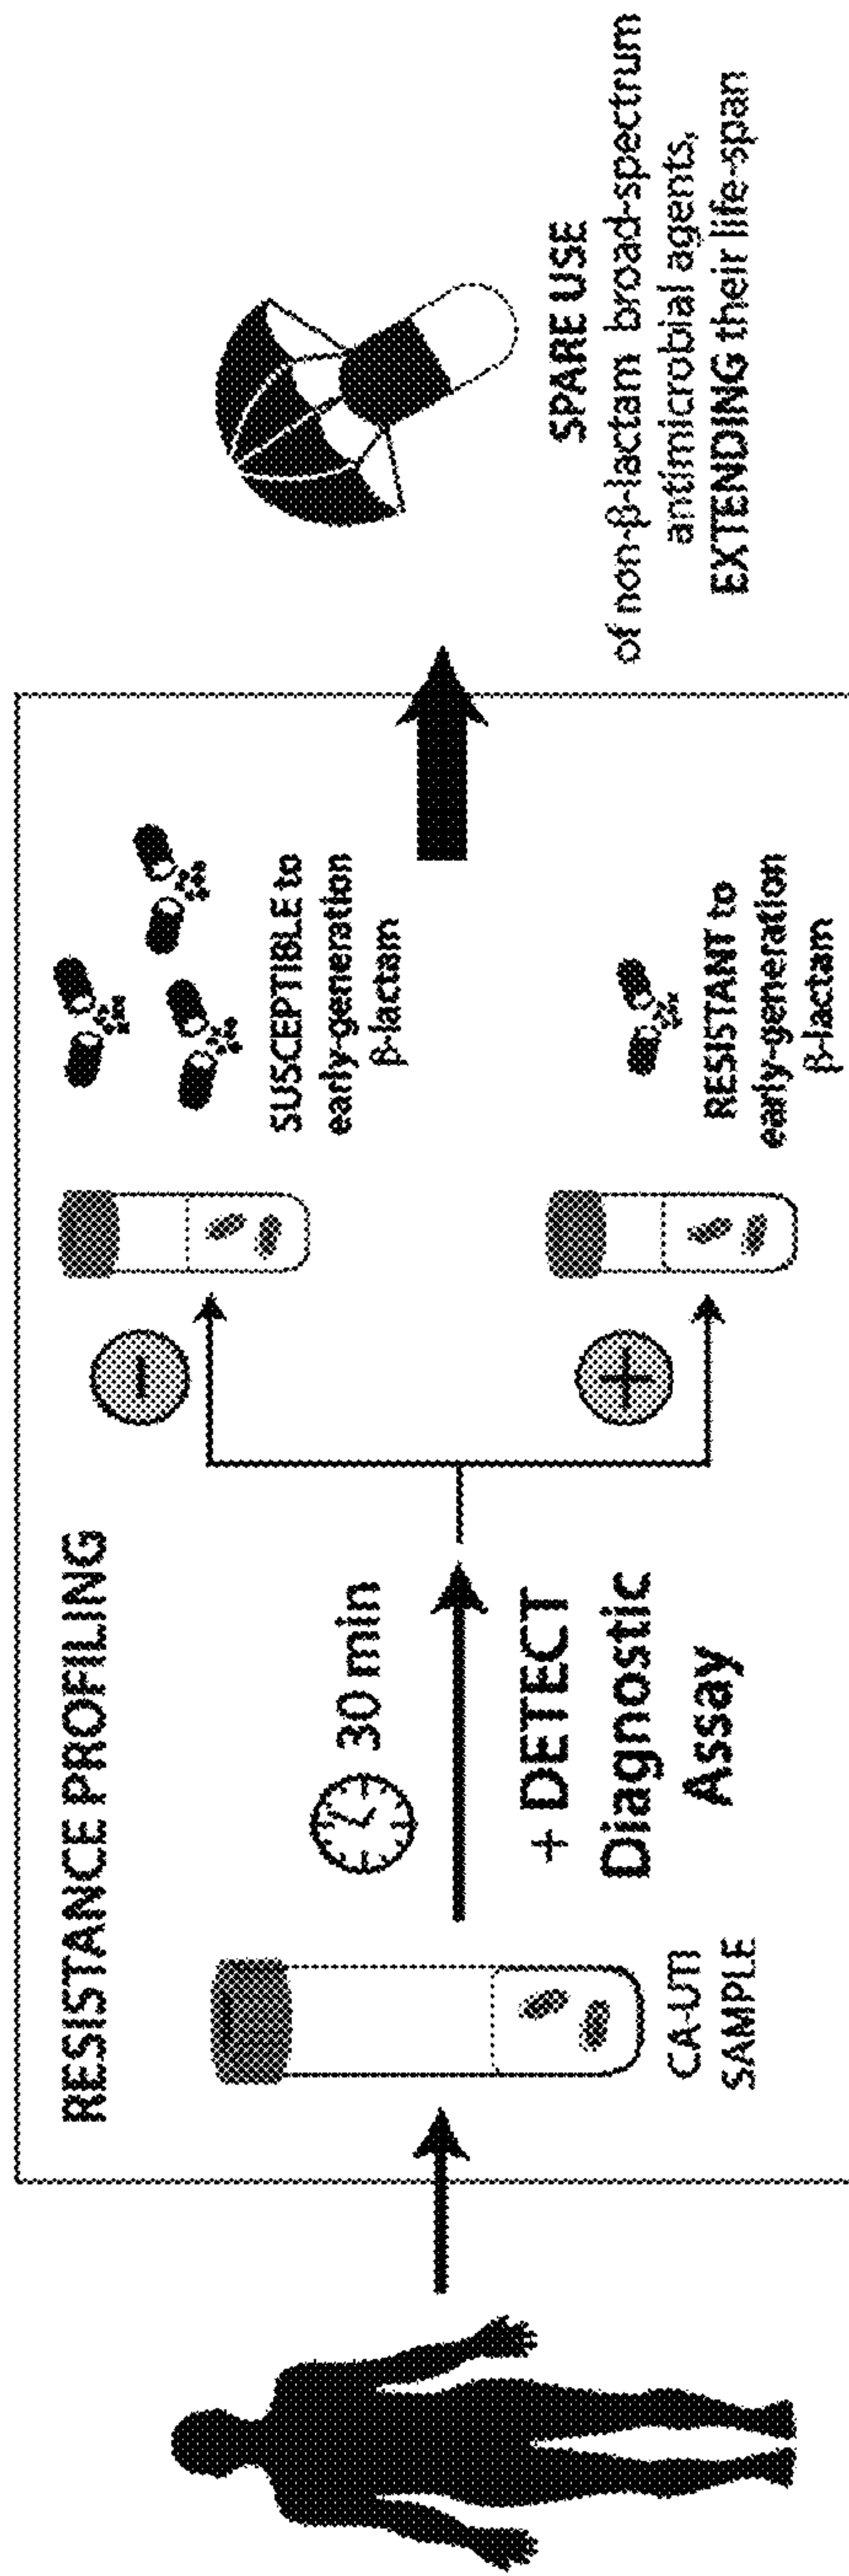 RESISTANCE PROFILING
CA-UTI
SAMPLE
30 min
+ DETECT
Diagnostic
Assay
SUSCEPTIBLE to
early-generation
β-lactam
RESISTANT to
early-generation
β-lactam
SPARE USE
of non-β-lactam broad-spectrum
antimicrobial agents,
EXTENDING their life-span